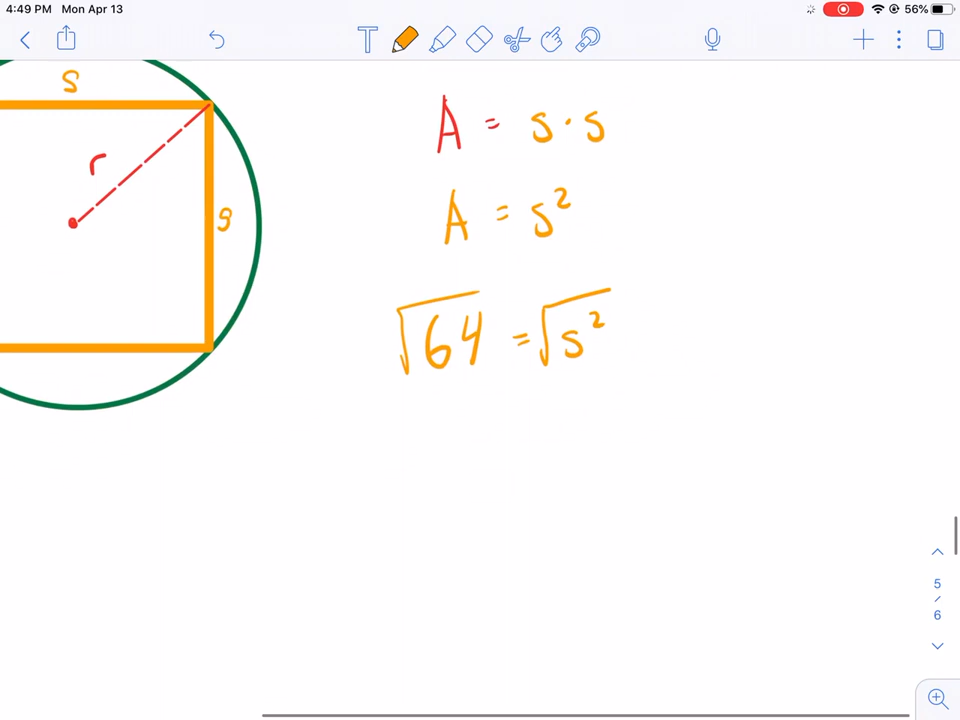 4:49 PM Mon Apr 13
56%
T
s
A = s · s
r
A = s²
s
√64 = √s²
5
/
6